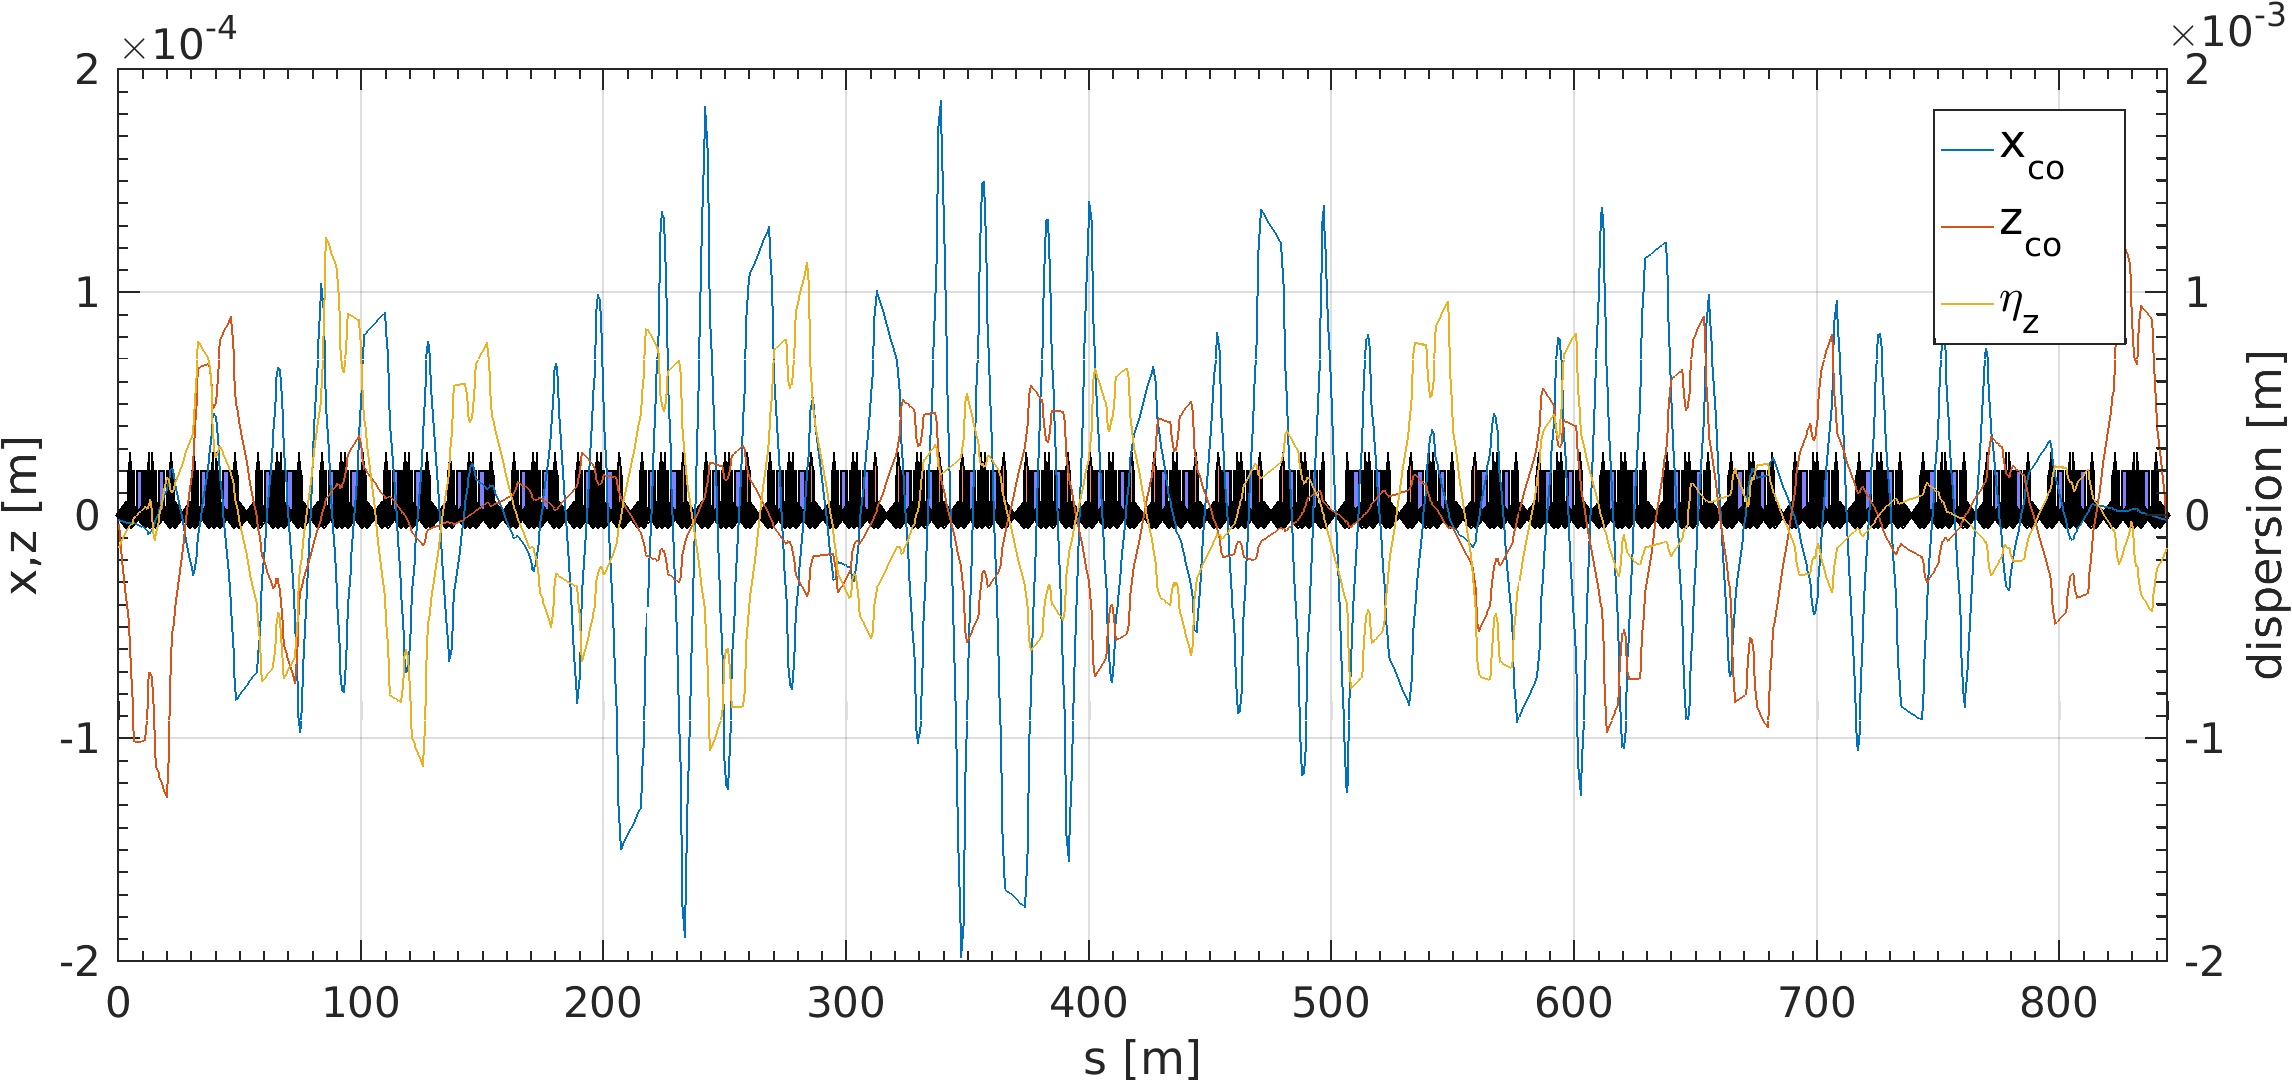 ×10⁻⁴
×10⁻³
2
1
0
-1
-2
x,z [m]
2
1
0
-1
-2
dispersion [m]
x_co
z_co
η_z
0 100 200 300 400 500 600 700 800
s [m]